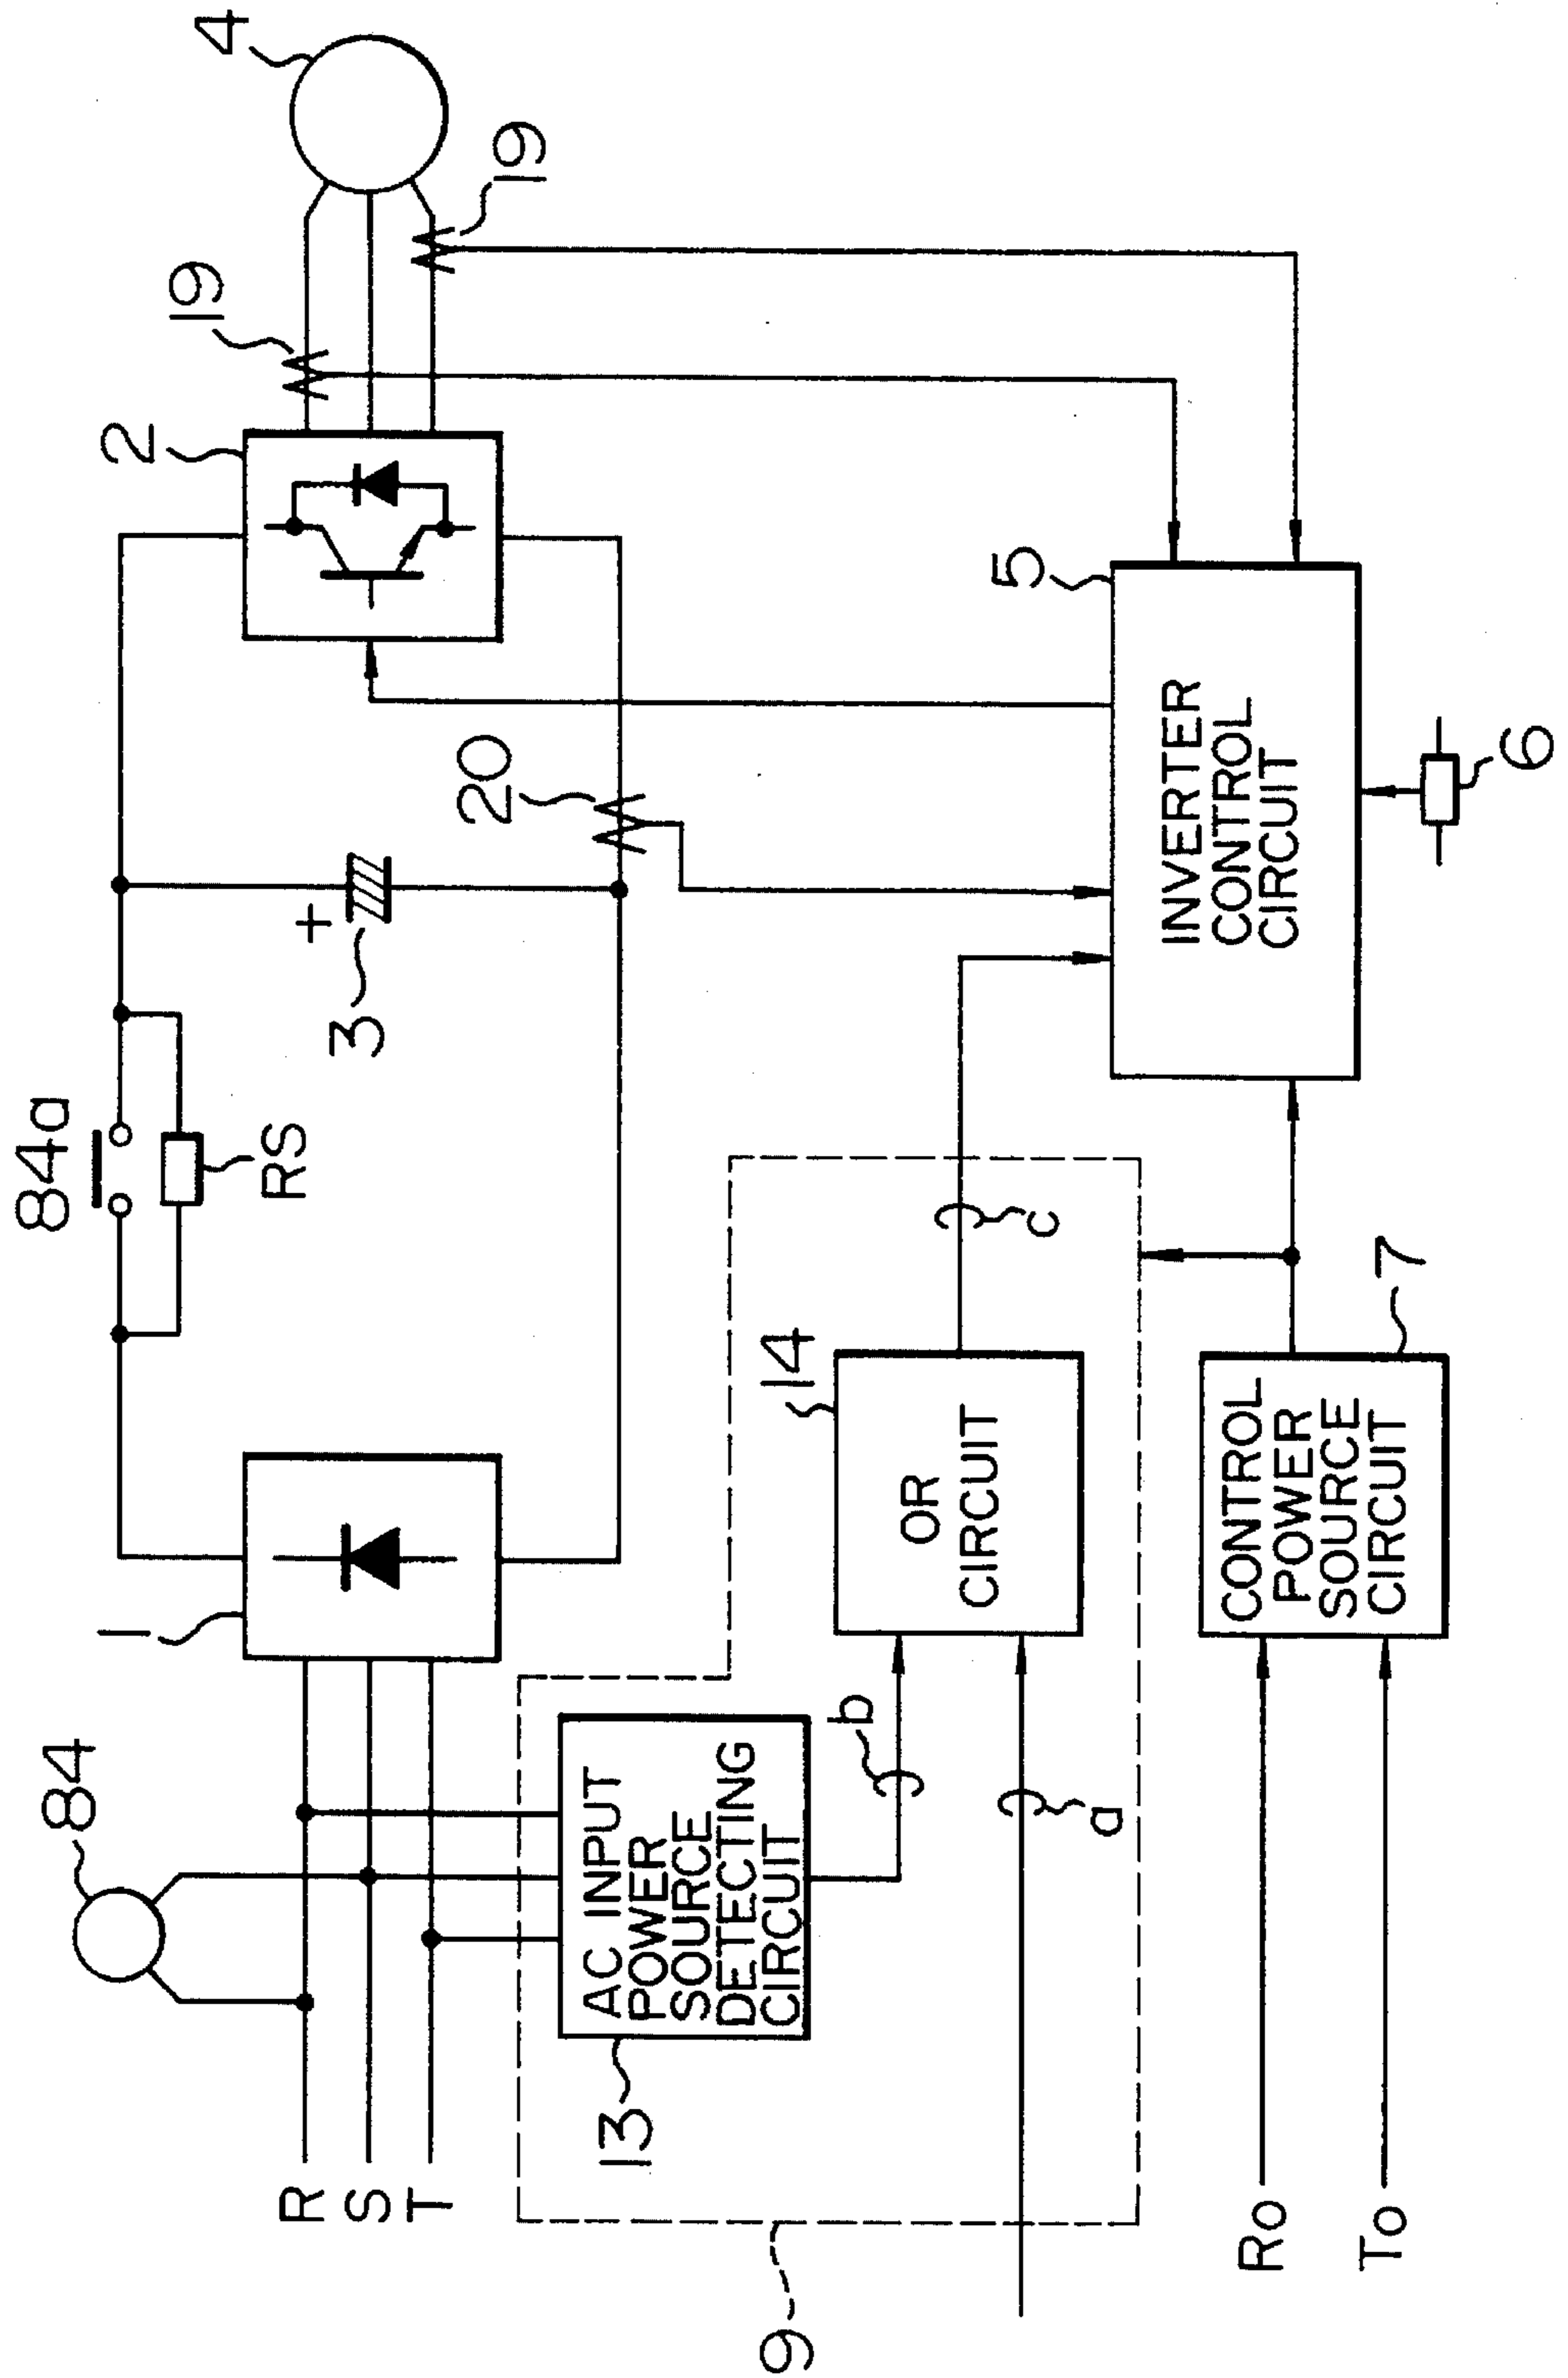 84
84a
1
RS
+
3
20
2
19
4
19
R
S
T
13
AC INPUT
POWER
SOURCE
DETECTING
CIRCUIT
b
14
OR
CIRCUIT
c
a
9
5
INVERTER
CONTROL
CIRCUIT
6
7
CONTROL
POWER
SOURCE
CIRCUIT
Ro
To